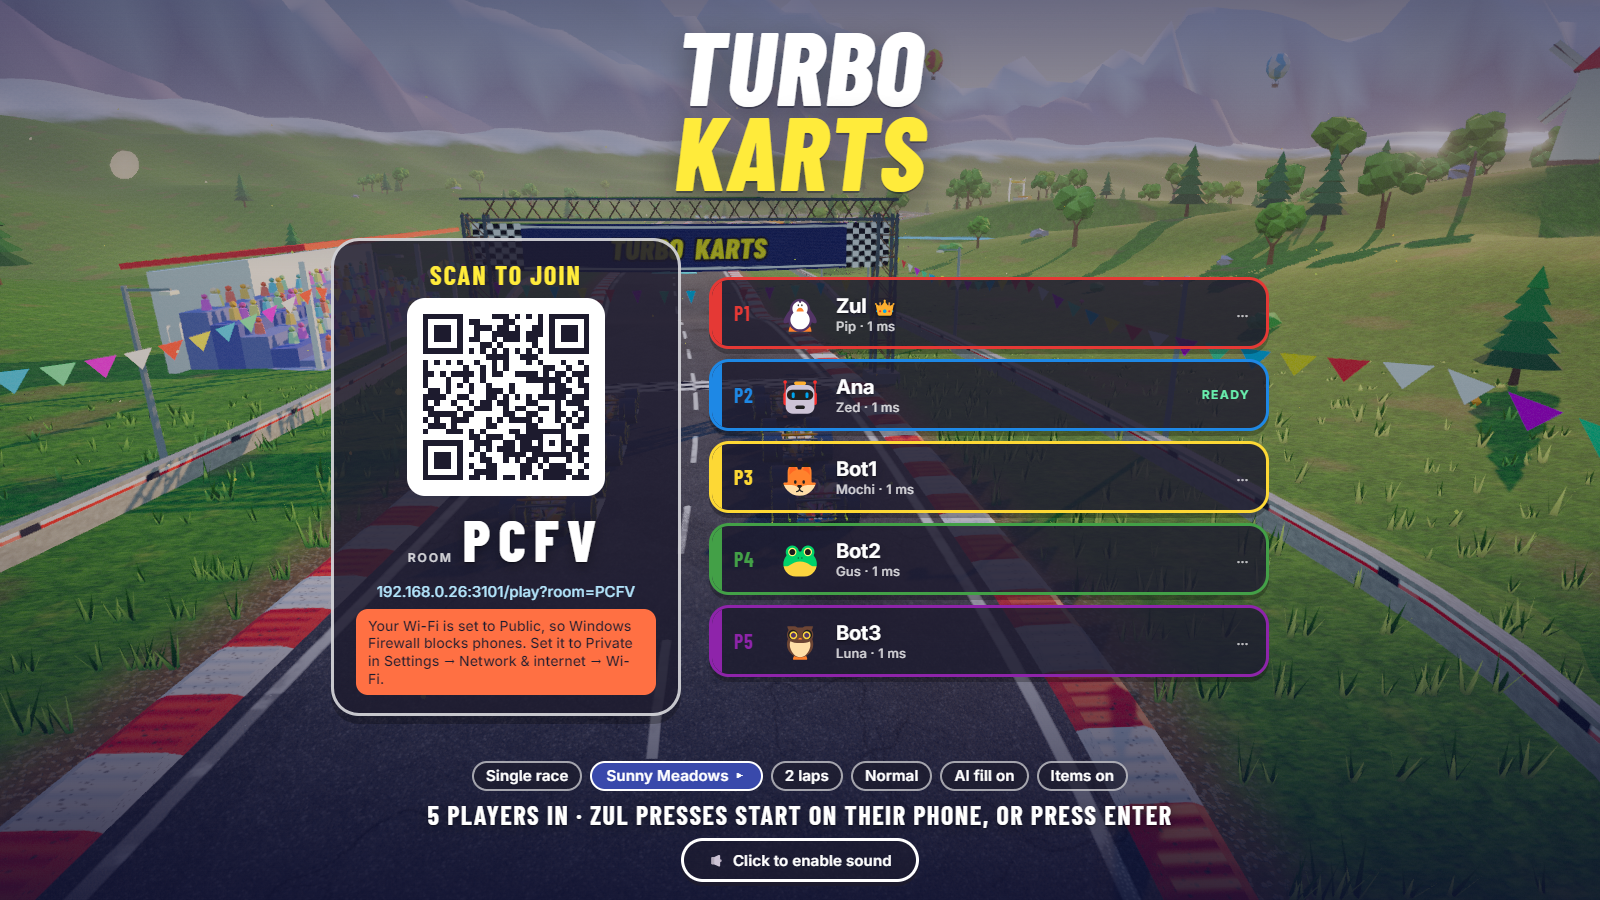 TURBO
KARTS
TURBO KARTS
SCAN TO JOIN
ROOM PCFV
192.168.0.26:3101/play?room=PCFV
Your Wi-Fi is set to Public, so Windows
Firewall blocks phones. Set it to Private
in Settings → Network & internet → Wi-
Fi.
P1
Zul
Pip · 1 ms
...
P2
Ana
Zed · 1 ms
READY
P3
Bot1
Mochi · 1 ms
...
P4
Bot2
Gus · 1 ms
...
P5
Bot3
Luna · 1 ms
...
Single race
Sunny Meadows
2 laps
Normal
AI fill on
Items on
5 PLAYERS IN · ZUL PRESSES START ON THEIR PHONE, OR PRESS ENTER
Click to enable sound